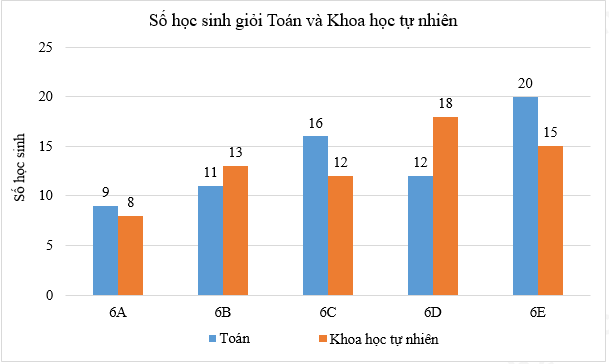 Số học sinh giỏi Toán và Khoa học tự nhiên
25
20
15
10
5
0
Số học sinh
9
8
11
13
16
12
12
18
20
15
6A
6B
6C
6D
6E
Toán
Khoa học tự nhiên